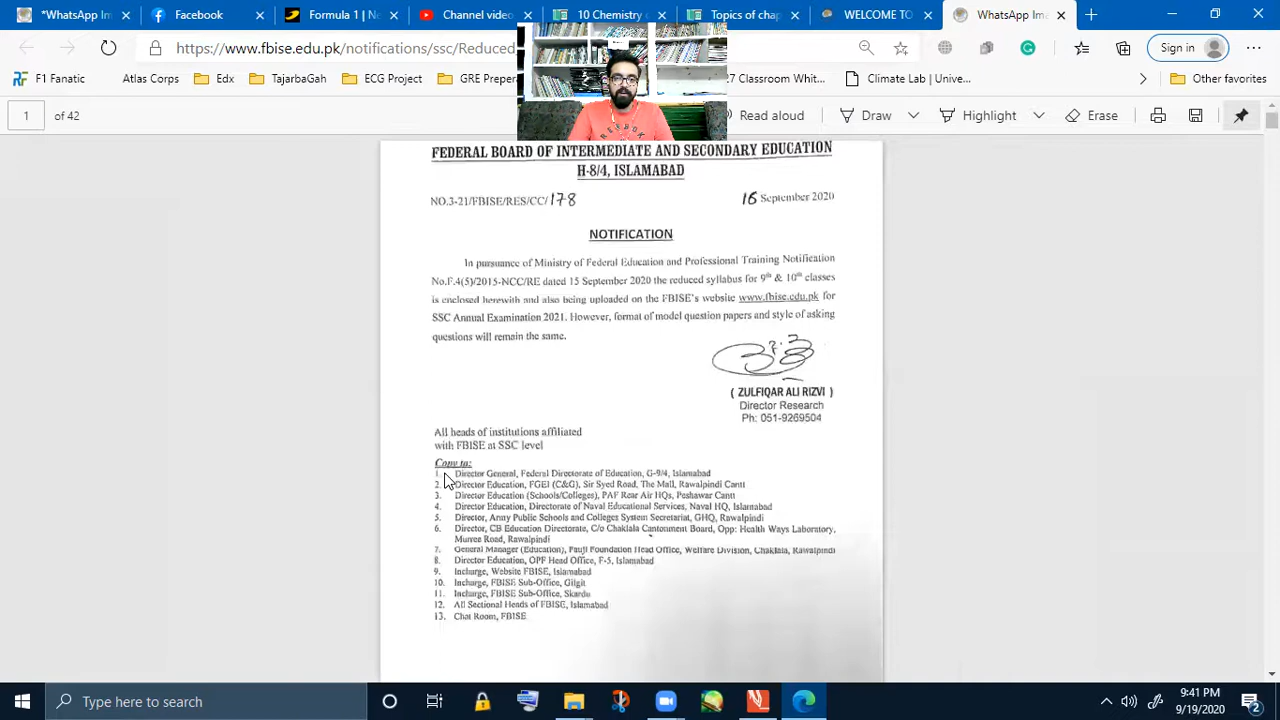 *WhatsApp Im
Facebook
Formula 1 | N
Einaudi
WELCOME TO
WhatsApp Ima
https://www.fbise.edu.pk/notifications/ssc/Reduced
Sign in
F1 Fanatic
Atlas Corps
Edx
Tajarbagah
ECG Project
GRE Prepera
27 Classroom Whit...
Climate Lab | Unive...
Other favorites
1 of 42
Read aloud
Draw
Highlight
Erase
REEBOK
FEDERAL BOARD OF INTERMEDIATE AND SECONDARY EDUCATION
H-8/4, ISLAMABAD
NO.3-21/FBISE/RES/CC/178
16 September 2020
NOTIFICATION
In pursuance of Ministry of Federal Education and Professional Training Notification
No.F.4(5)/2015-NCC/RE dated 15 September 2020 the reduced syllabus for 9th & 10th classes
is enclosed herewith and also being uploaded on the FBISE's website www.fbise.edu.pk for
SSC Annual Examination 2021. However, format of model question papers and style of asking
questions will remain the same.
( ZULFIQAR ALI RIZVI )
Director Research
Ph: 051-9269504
All heads of institutions affiliated
with FBISE at SSC level
Copy to:
1. Director General, Federal Directorate of Education, G-9/4, Islamabad
2. Director Education, FGEI (C&G), Sir Syed Road, The Mall, Rawalpindi Cantt
3. Director Education (Schools/Colleges), PAF Rear Air HQs, Peshawar Cantt
4. Director Education, Directorate of Naval Educational Services, Naval HQ, Islamabad
5. Director, Army Public Schools and Colleges System Secretariat, GHQ, Rawalpindi
6. Director, CB Education Directorate, C/o Chaklala Cantonment Board, Opp: Health Ways Laboratory,
Murree Road, Rawalpindi
7. General Manager (Education), Fauji Foundation Head Office, Welfare Division, Chaklala, Rawalpindi
8. Director Education, OPF Head Office, F-5, Islamabad
9. Incharge, Website FBISE, Islamabad
10. Incharge, FBISE Sub-Office, Gilgit
11. Incharge, FBISE Sub-Office, Skardu
12. All Sectional Heads of FBISE, Islamabad
13. Chat Room, FBISE
Type here to search
9:41 PM
9/19/2020
2